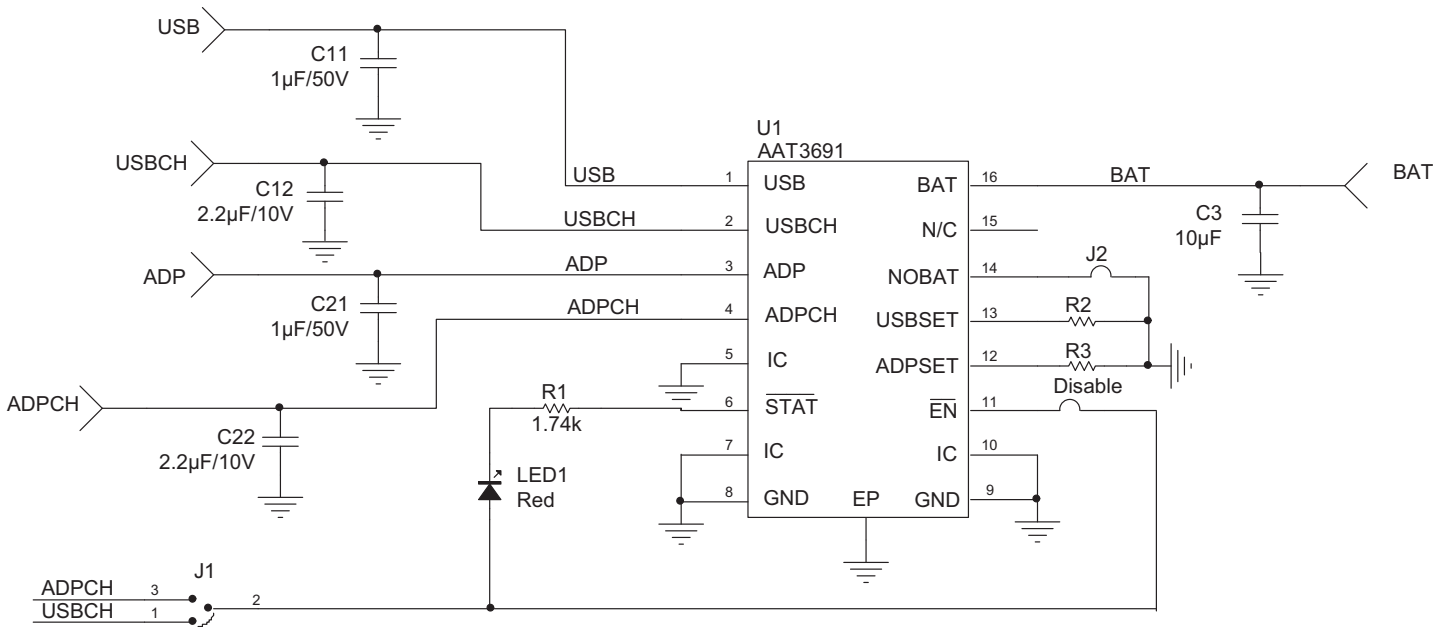 USB
C11
1µF/50V
USBCH
C12
2.2µF/10V
ADP
C21
1µF/50V
ADPCH
C22
2.2µF/10V
USB
USBCH
ADP
ADPCH
R1
1.74k
LED1
Red
U1
AAT3691
1 USB
2 USBCH
3 ADP
4 ADPCH
5 IC
6 STAT
7 IC
8 GND
EP
BAT 16
N/C 15
NOBAT 14
USBSET 13
ADPSET 12
EN 11
IC 10
GND 9
BAT
BAT
C3
10µF
J2
R2
R3
Disable
J1
ADPCH 3
USBCH 1
2